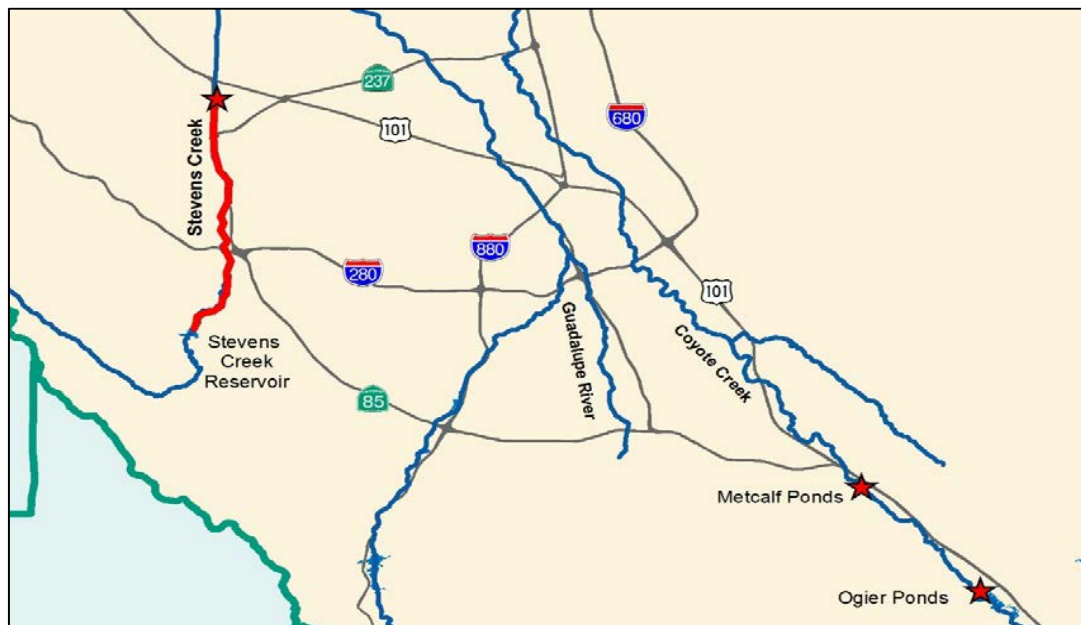 237
101
680
Stevens Creek
880
280
101
Guadalupe River
Coyote Creek
Stevens
Creek
Reservoir
85
Metcalf Ponds
Ogier Ponds